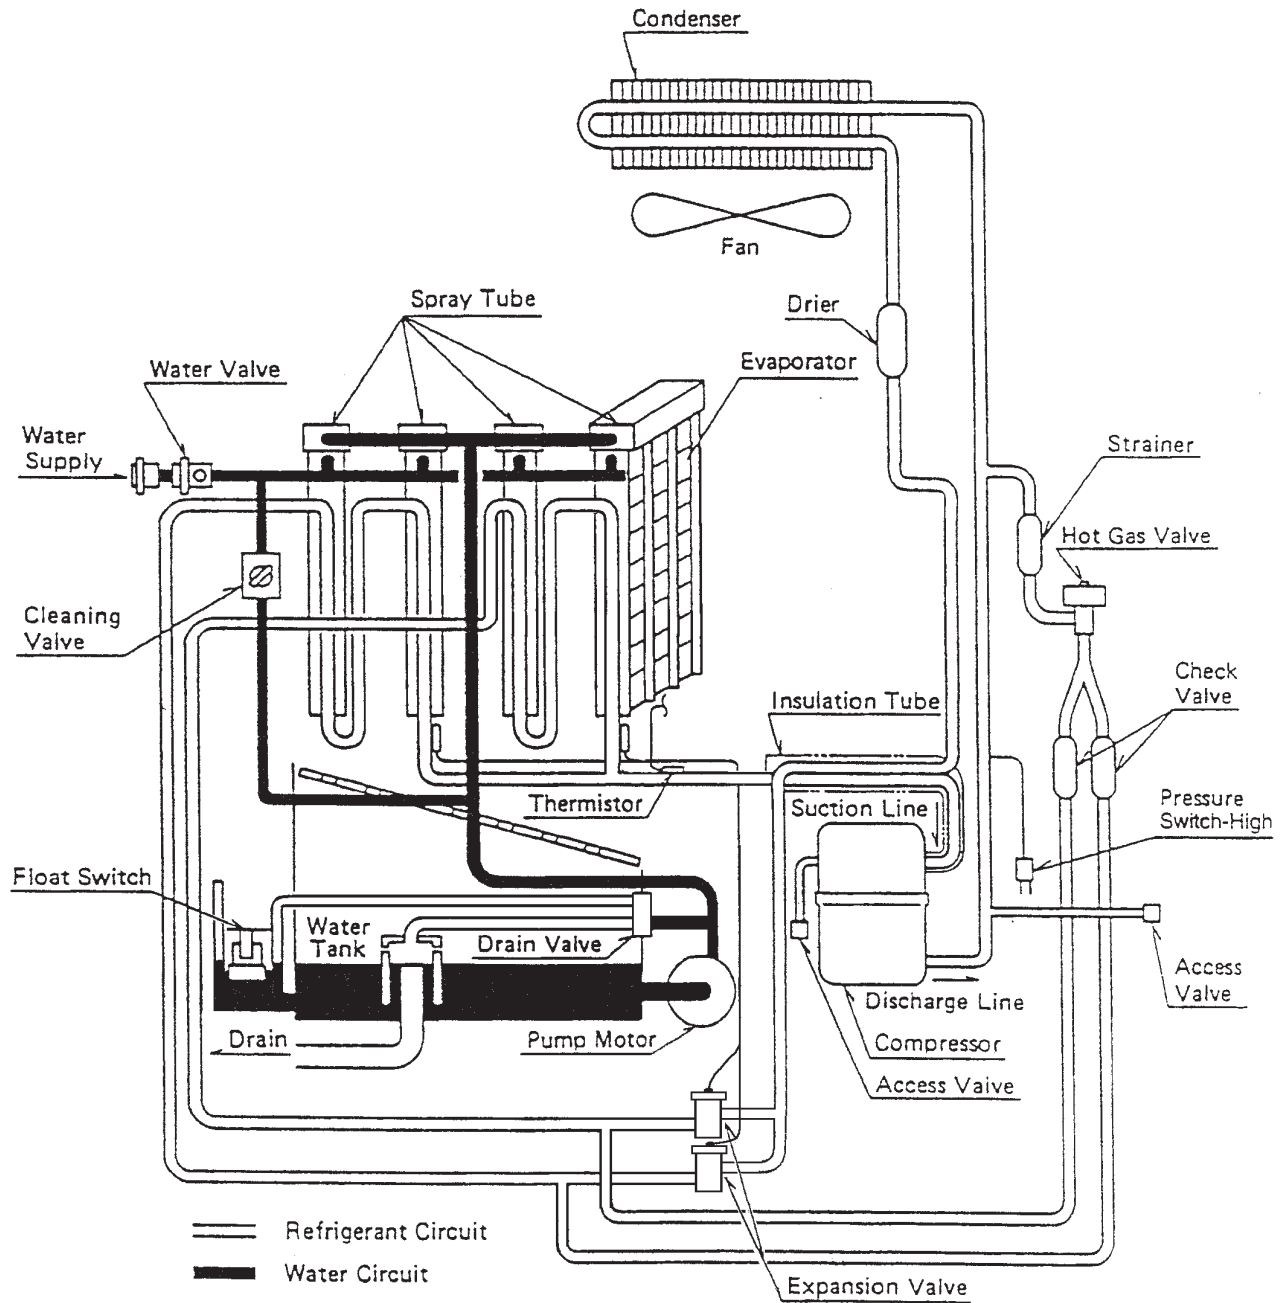 Condenser
Fan
Spray Tube
Drier
Evaporator
Water Valve
Water
Supply
Strainer
Hot Gas Valve
Cleaning
Valve
Check
Valve
Insulation Tube
Thermistor
Suction Line
Pressure
Switch-High
Float Switch
Water
Tank
Drain Valve
Access
Valve
Discharge Line
Drain
Pump Motor
Compressor
Access Vaive
Refrigerant Circuit
Water Circuit
Expansion Valve